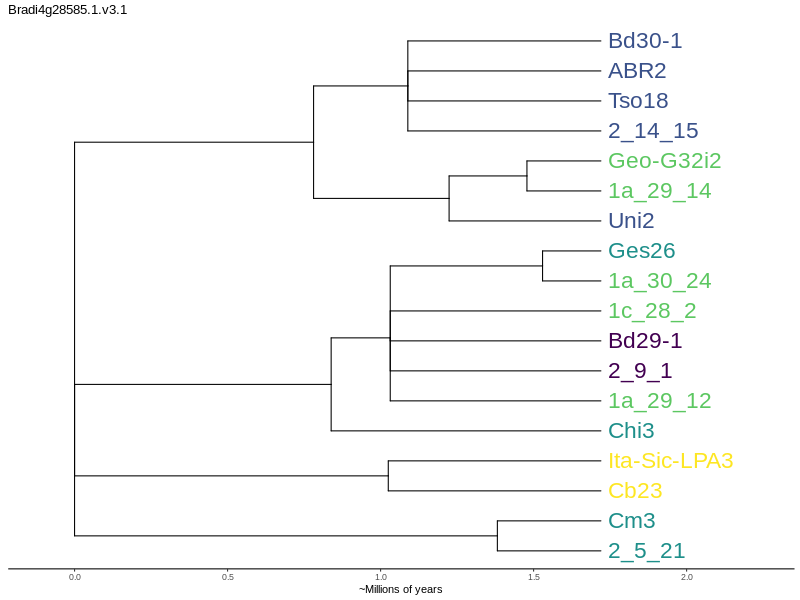 Bradi4g28585.1.v3.1
Bd30-1
ABR2
Tso18
2_14_15
Geo-G32i2
1a_29_14
Uni2
Ges26
1a_30_24
1c_28_2
Bd29-1
2_9_1
1a_29_12
Chi3
Ita-Sic-LPA3
Cb23
Cm3
2_5_21
0.0 0.5 1.0 1.5 2.0
~Millions of years